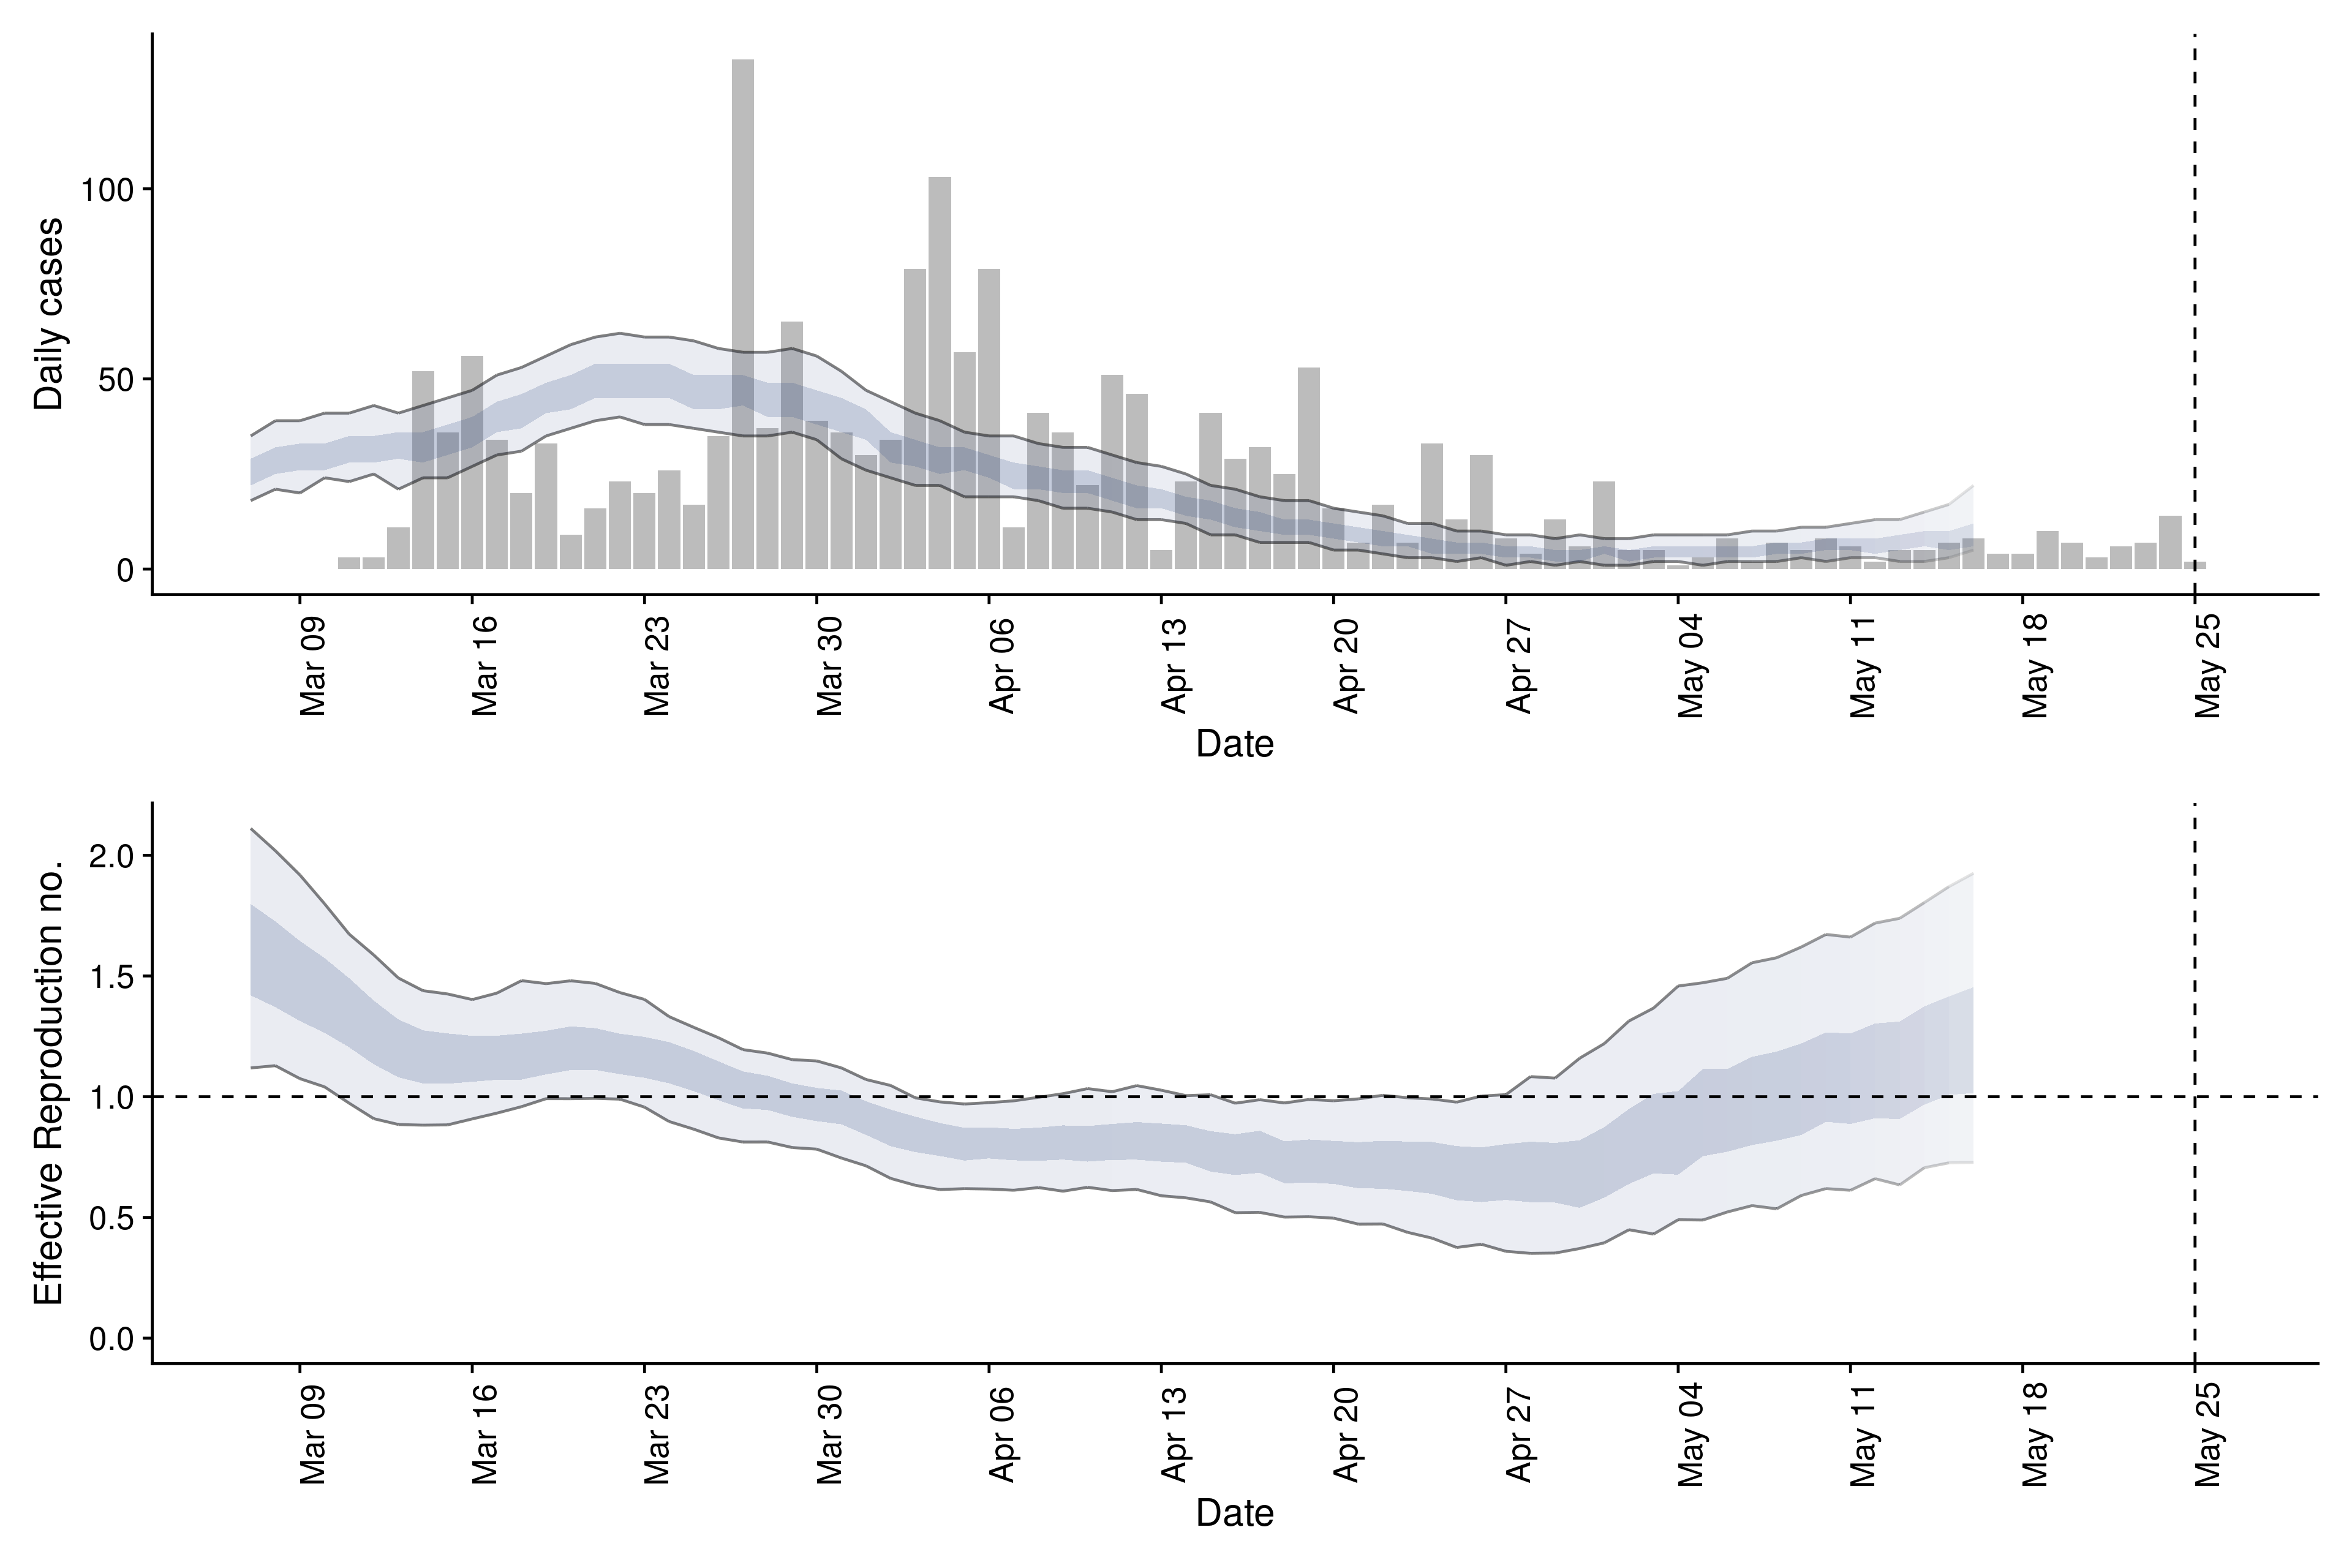 Daily cases
100
50
0
Mar 09
Mar 16
Mar 23
Mar 30
Apr 06
Apr 13
Apr 20
Apr 27
May 04
May 11
May 18
May 25
Date
Effective Reproduction no.
2.0
1.5
1.0
0.5
0.0
Mar 09
Mar 16
Mar 23
Mar 30
Apr 06
Apr 13
Apr 20
Apr 27
May 04
May 11
May 18
May 25
Date